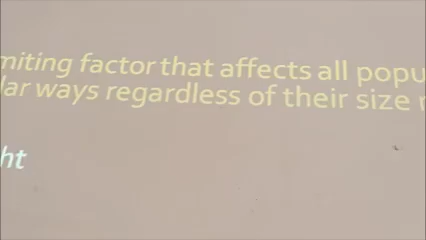 miting factor that affects all popu
lar ways regardless of their size
ht